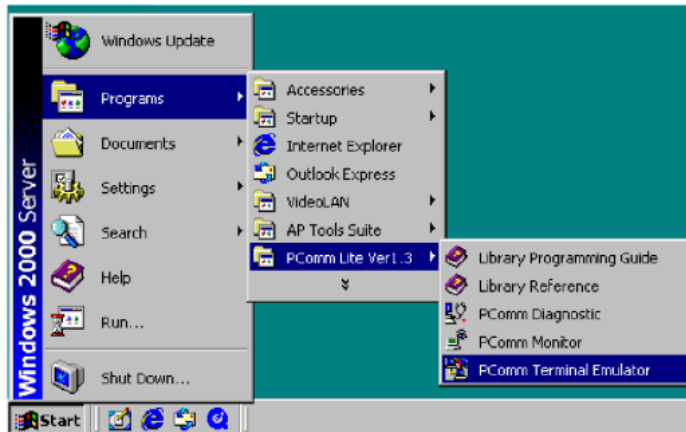 Windows 2000 Server
Windows Update
Programs
Documents
Settings
Search
Help
Run...
Shut Down...
Accessories
Startup
Internet Explorer
Outlook Express
VideoLAN
AP Tools Suite
PComm Lite Ver1.3
Library Programming Guide
Library Reference
PComm Diagnostic
PComm Monitor
PComm Terminal Emulator
Start